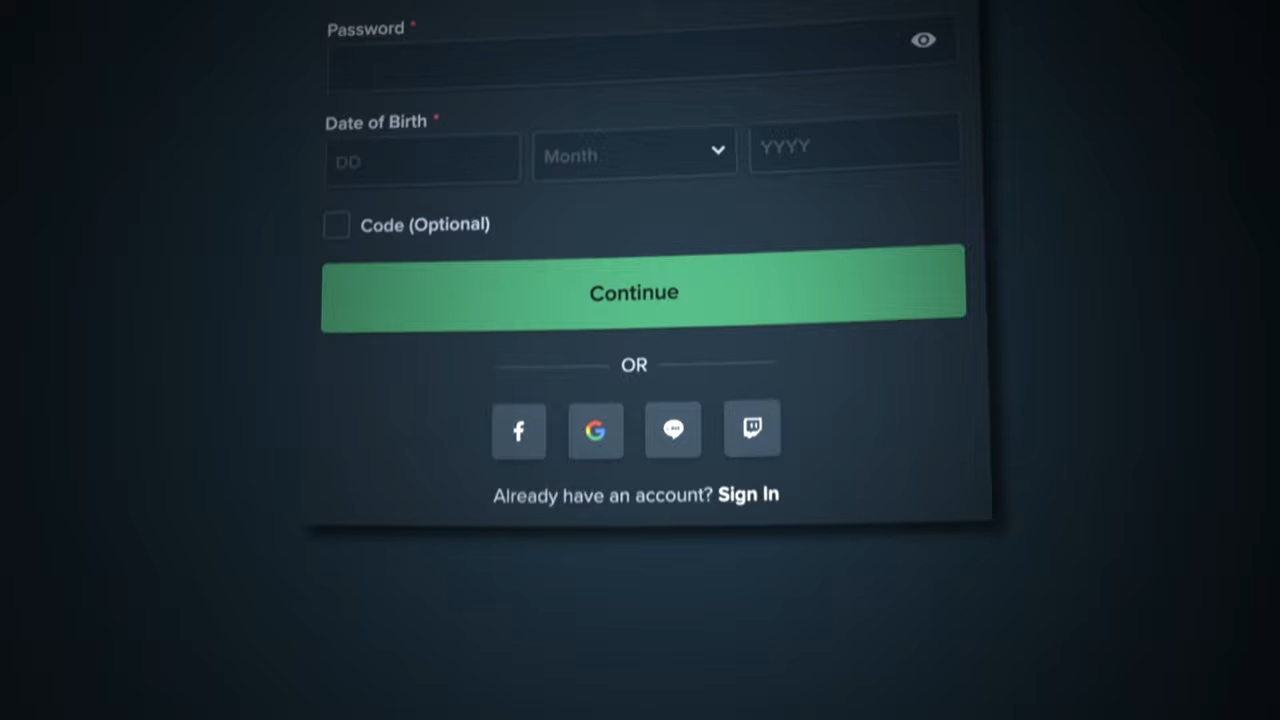 Password *
Date of Birth *
DD
Month
YYYY
Code (Optional)
Continue
OR
Already have an account? Sign In